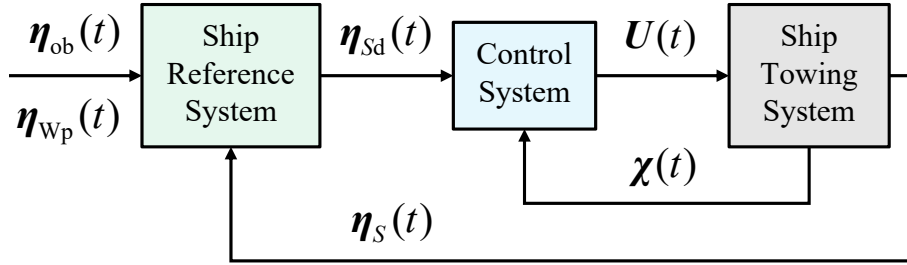 η_ob(t)
η_Wp(t)
Ship
Reference
System
η_Sd(t)
Control
System
U(t)
Ship
Towing
System
χ(t)
η_S(t)